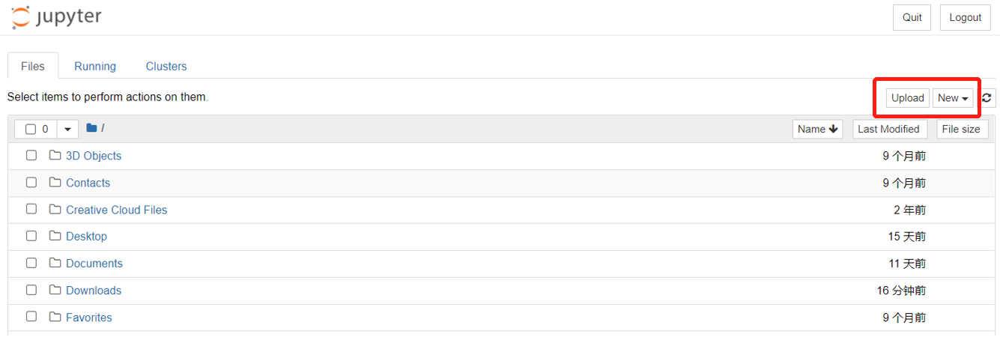 jupyter Quit Logout
Files Running Clusters
Select items to perform actions on them. Upload New
0 / Name Last Modified File size
3D Objects 9 个月前
Contacts 9 个月前
Creative Cloud Files 2 年前
Desktop 15 天前
Documents 11 天前
Downloads 16 分钟前
Favorites 9 个月前